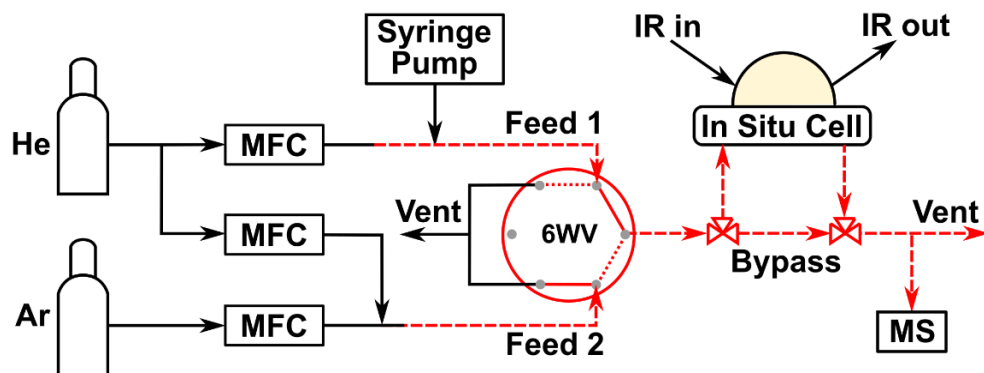 Syringe
Pump
IR in
IR out
He
MFC
Feed 1
In Situ Cell
Vent
6WV
Vent
MFC
Bypass
Ar
MFC
Feed 2
MS